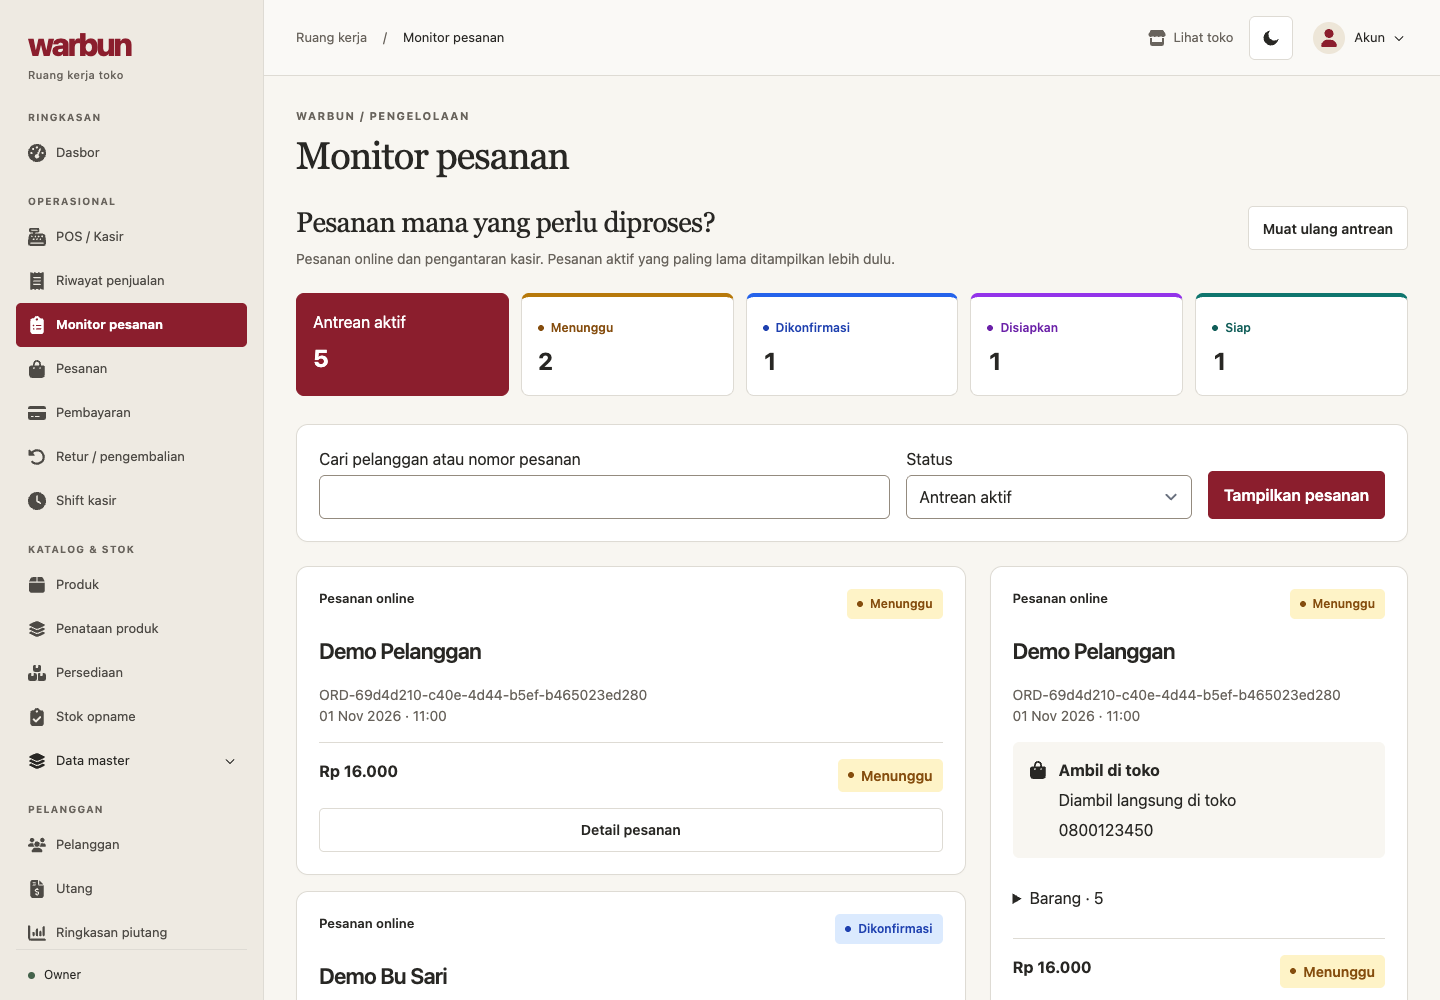 warbun
Ruang kerja toko
RINGKASAN
Dasbor
OPERASIONAL
POS / Kasir
Riwayat penjualan
Monitor pesanan
Pesanan
Pembayaran
Retur / pengembalian
Shift kasir
KATALOG & STOK
Produk
Penataan produk
Persediaan
Stok opname
Data master
PELANGGAN
Pelanggan
Utang
Ringkasan piutang
Owner
Ruang kerja / Monitor pesanan
Lihat toko
Akun
WARBUN / PENGELOLAAN
Monitor pesanan
Pesanan mana yang perlu diproses?
Pesanan online dan pengantaran kasir. Pesanan aktif yang paling lama ditampilkan lebih dulu.
Muat ulang antrean
Antrean aktif
5
Menunggu
2
Dikonfirmasi
1
Disiapkan
1
Siap
1
Cari pelanggan atau nomor pesanan
Status
Antrean aktif
Tampilkan pesanan
Pesanan online
Menunggu
Demo Pelanggan
ORD-69d4d210-c40e-4d44-b5ef-b465023ed280
01 Nov 2026 · 11:00
Rp 16.000
Menunggu
Detail pesanan
Pesanan online
Dikonfirmasi
Demo Bu Sari
Pesanan online
Menunggu
Demo Pelanggan
ORD-69d4d210-c40e-4d44-b5ef-b465023ed280
01 Nov 2026 · 11:00
Ambil di toko
Diambil langsung di toko
0800123450
Barang · 5
Rp 16.000
Menunggu